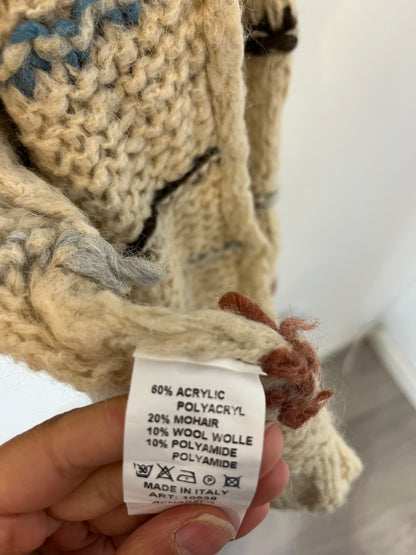 60% ACRYLIC
POLYACRYL
20% MOHAIR
10% WOOL WOLLE
10% POLYAMIDE
POLYAMIDE
MADE IN ITALY